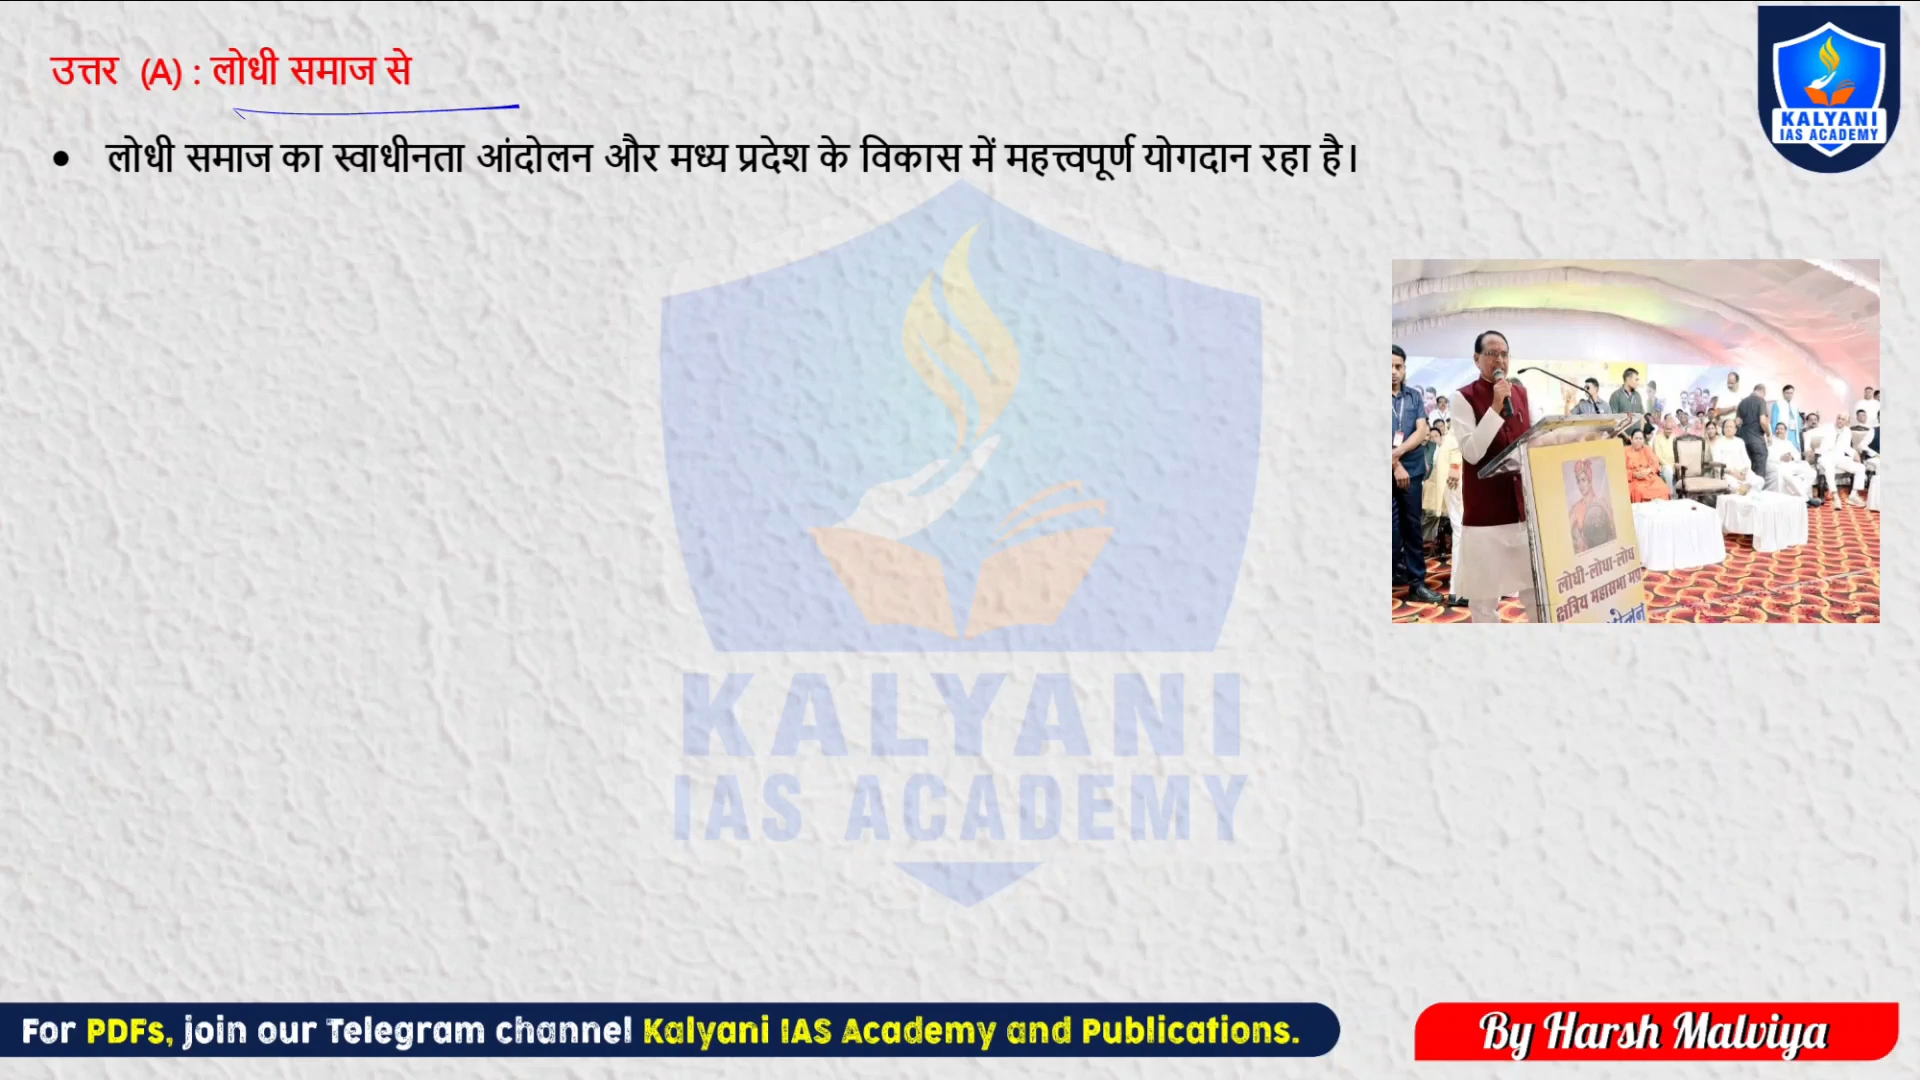 उत्तर (A) : लोधी समाज से
• लोधी समाज का स्वाधीनता आंदोलन और मध्य प्रदेश के विकास में महत्त्वपूर्ण योगदान रहा है।
KALYANI
IAS ACADEMY
लोधी-लोधा-लोध
क्षत्रिय महासभा मप्र
KALYANI
IAS ACADEMY
For PDFs, join our Telegram channel Kalyani IAS Academy and Publications.
By Harsh Malviya